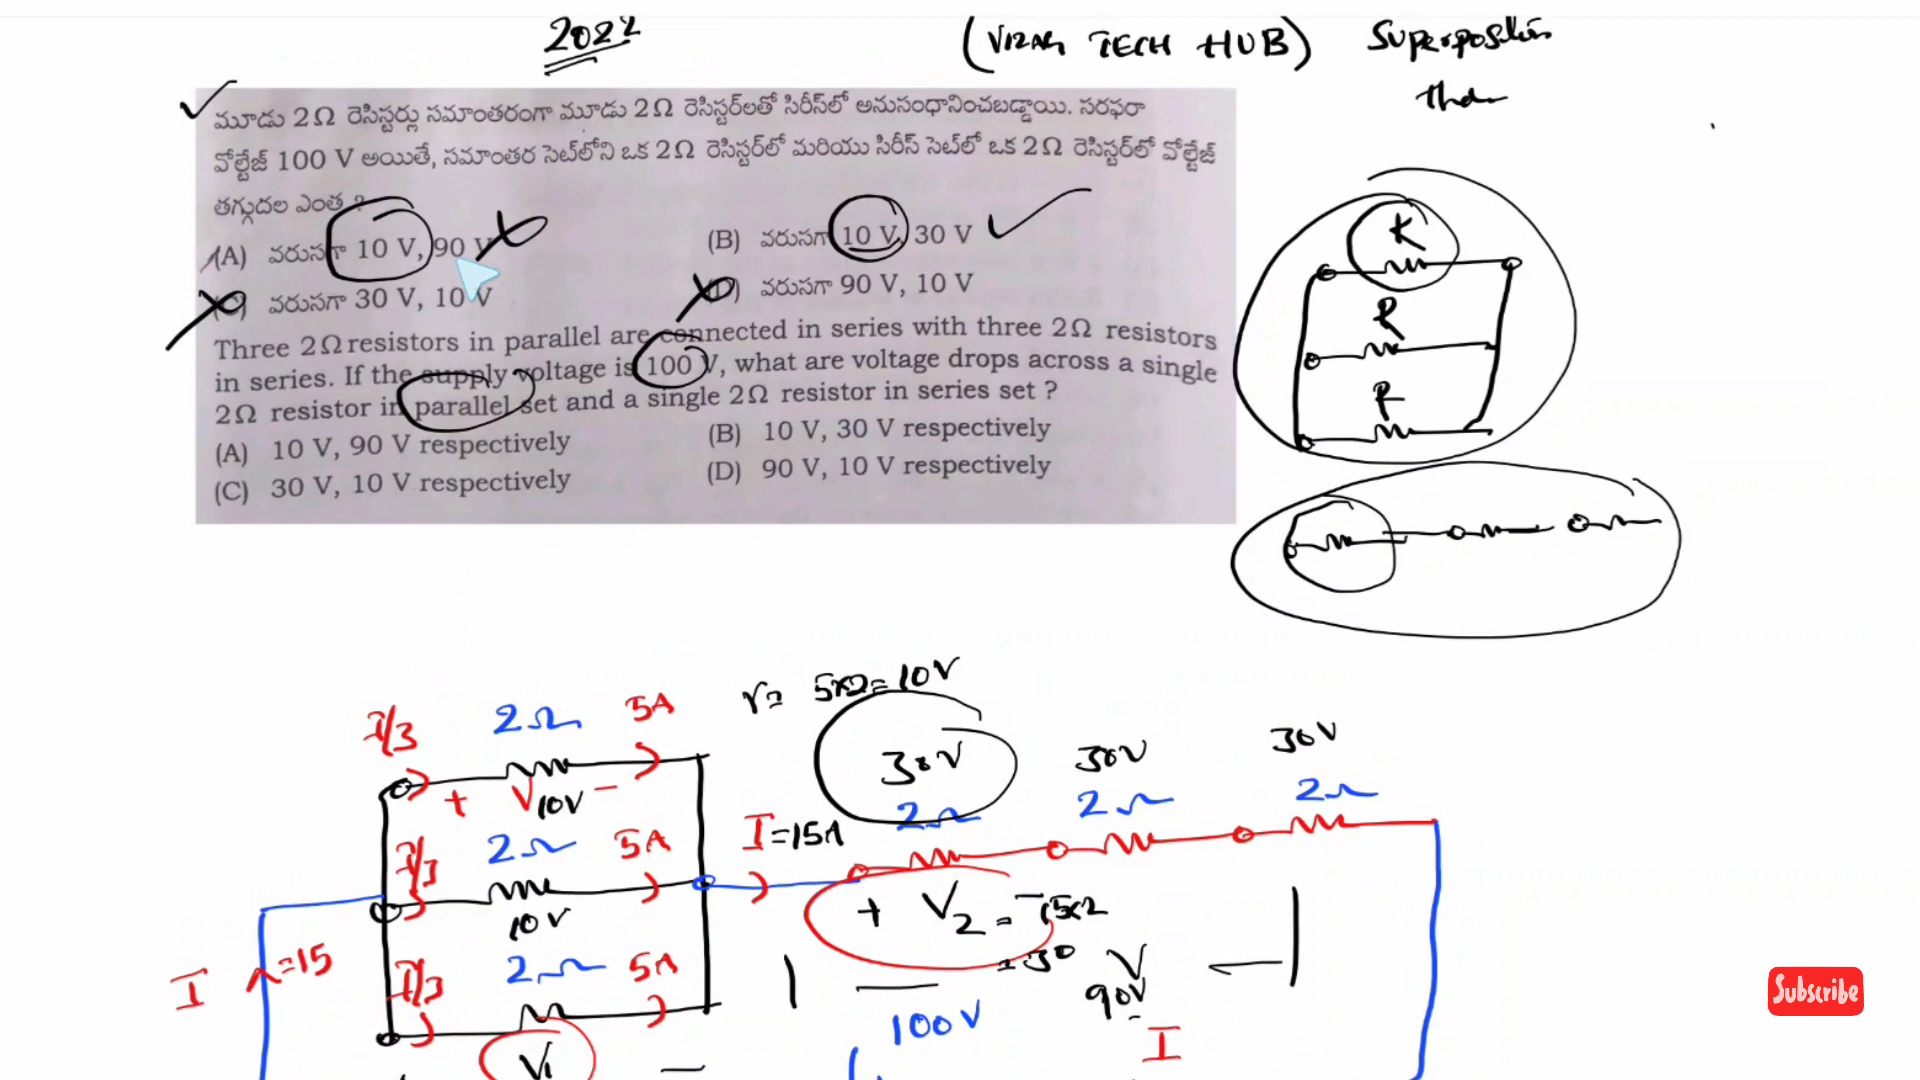 2022
(VIZAG TECH HUB)
Superposition
మూడు 2Ω రెసిస్టర్లు సమాంతరంగా మూడు 2Ω రెసిస్టర్‌లతో సిరీస్‌లో అనుసంధానించబడ్డాయి. సరఫరా
వోల్టేజ్ 100 V అయితే, సమాంతర సెట్‌లోని ఒక 2Ω రెసిస్టర్‌లో మరియు సిరీస్ సెట్‌లో ఒక 2Ω రెసిస్టర్‌లో వోల్టేజ్
తగ్గుదల ఎంత ?
(A) వరుసగా 10 V, 90 V
(B) వరుసగా 10 V, 30 V
వరుసగా 30 V, 10 V
వరుసగా 90 V, 10 V
Three 2Ω resistors in parallel are connected in series with three 2Ω resistors
in series. If the supply voltage is 100 V, what are voltage drops across a single
2Ω resistor in parallel set and a single 2Ω resistor in series set ?
(A) 10 V, 90 V respectively
(B) 10 V, 30 V respectively
(C) 30 V, 10 V respectively
(D) 90 V, 10 V respectively
R
R
5x2=10V
I/3 2Ω 5A
30V 30V 30V
+ V 10V −
2Ω 2Ω 2Ω
I/3 2Ω 5A
I=15A
10V
+ V2 = 15x2
=30
V
90V
I =15
I/3 2Ω 5A
100V
I
V1
Subscribe